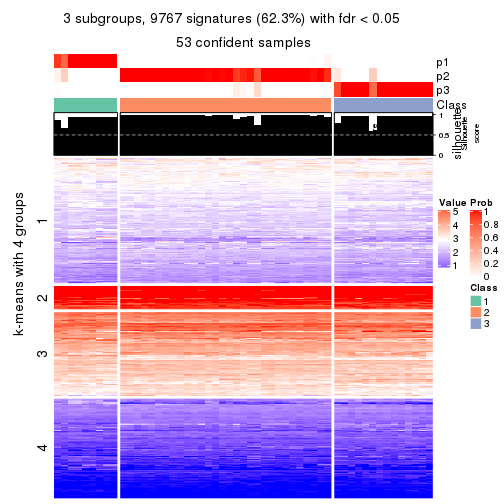 3 subgroups, 9767 signatures (62.3%) with fdr < 0.05
53 confident samples
p1
p2
p3
Class
1
0.5
0
silhouette
Silhouette
score
k-means with 4 groups
1
2
3
4
Value
5
4
3
2
1
Prob
1
0.8
0.6
0.4
0.2
0
Class
1
2
3